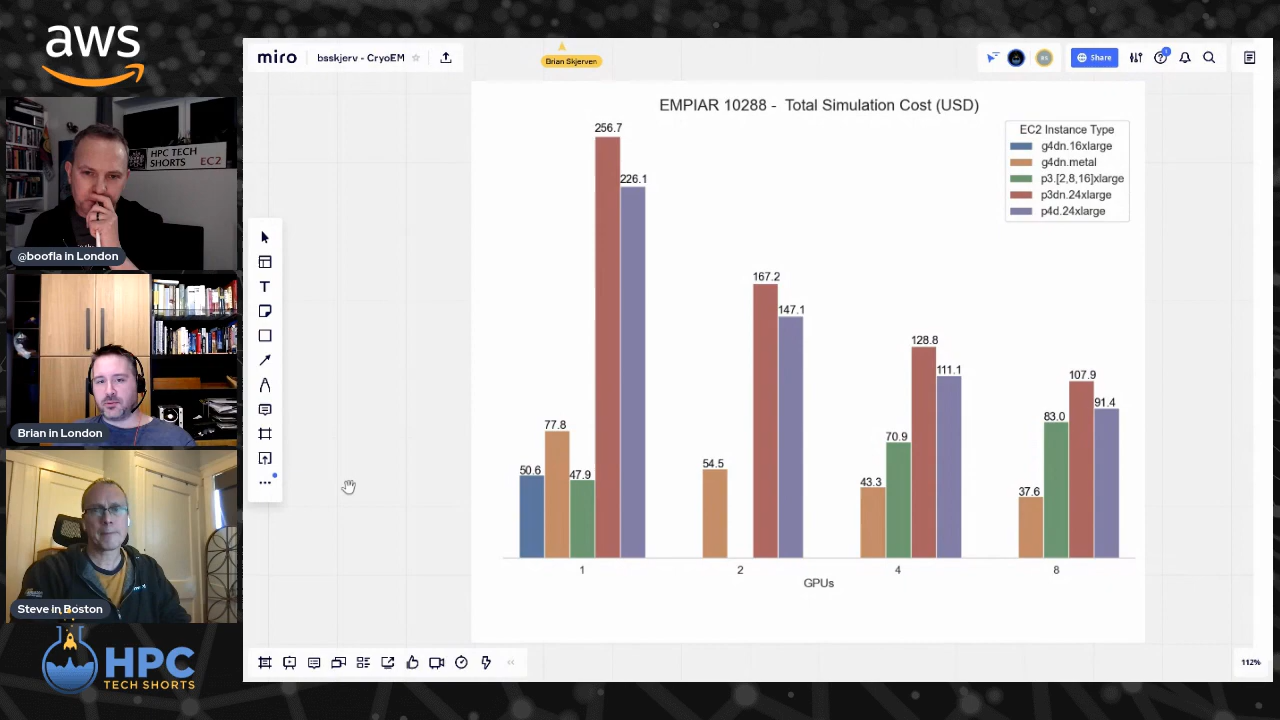 aws
HPC TECH SHORTS EC2
@boofla in London
Brian in London
Steve in Boston
HPC
TECH SHORTS
miro
bsskjerv - CryoEM
Brian Skjerven
Share
1
EMPIAR 10288 - Total Simulation Cost (USD)
EC2 Instance Type
g4dn.16xlarge
g4dn.metal
p3.[2,8,16]xlarge
p3dn.24xlarge
p4d.24xlarge
50.6
77.8
47.9
256.7
226.1
54.5
167.2
147.1
43.3
70.9
128.8
111.1
37.6
83.0
107.9
91.4
1 2 4 8
GPUs
112%